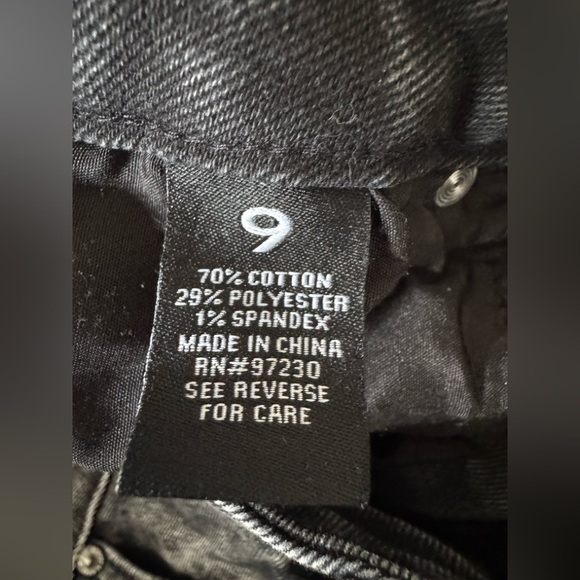 9
70% COTTON
29% POLYESTER
1% SPANDEX
MADE IN CHINA
RN#97230
SEE REVERSE
FOR CARE